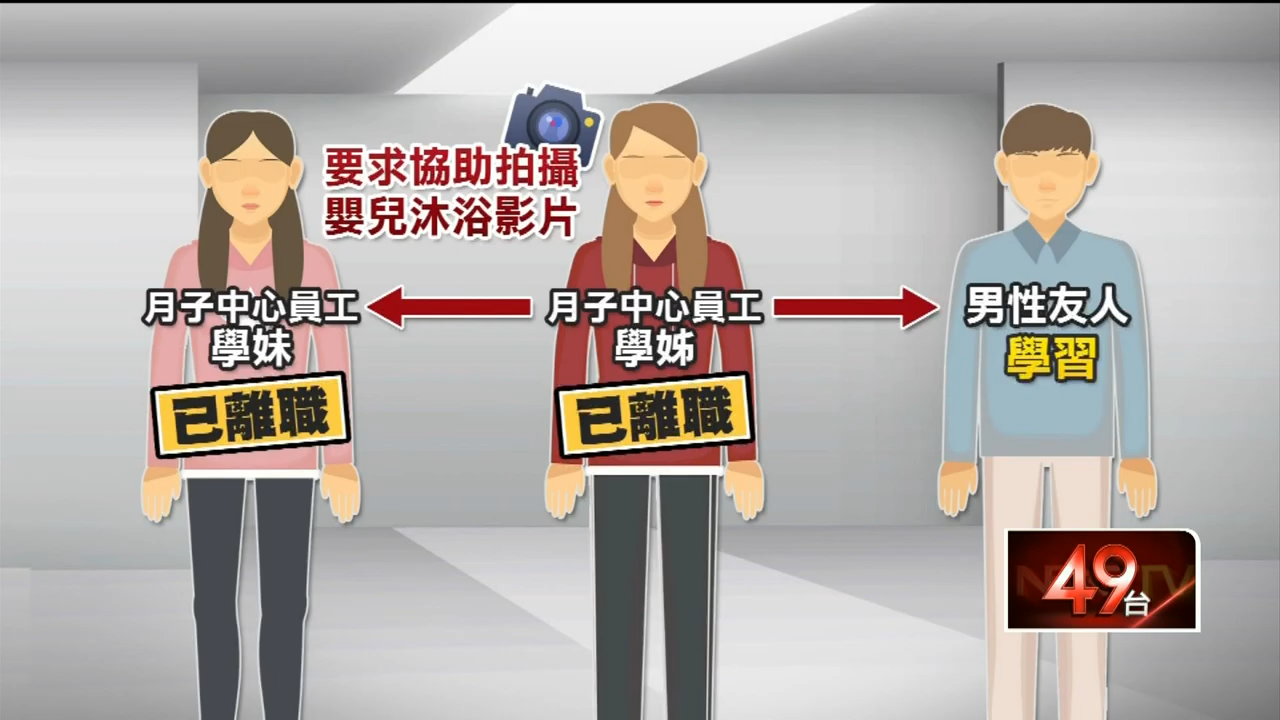 要求協助拍攝
嬰兒沐浴影片
月子中心員工
學妹
已離職
月子中心員工
學姊
已離職
男性友人
學習
49台